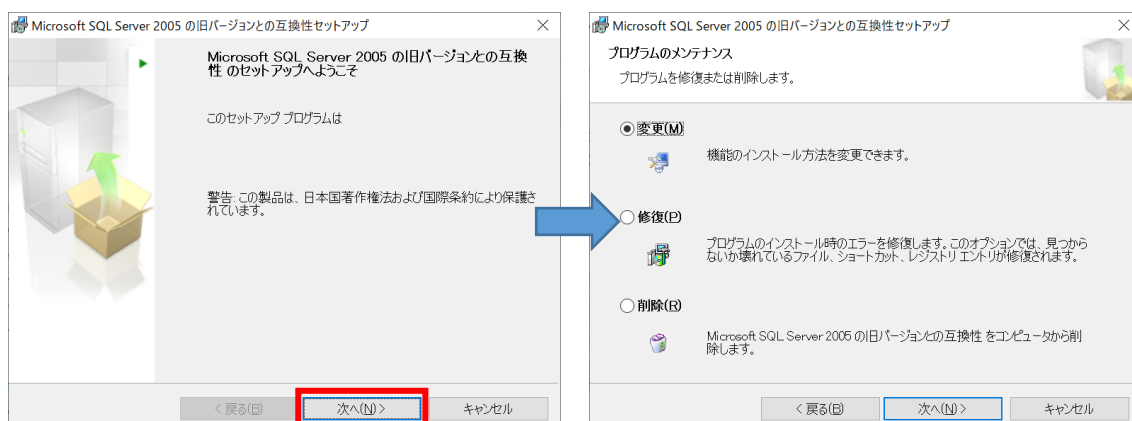 Microsoft SQL Server 2005 の旧バージョンとの互換性セットアップ
Microsoft SQL Server 2005 の旧バージョンとの互換
性 のセットアップへようこそ
このセットアップ プログラムは
警告: この製品は、日本国著作権法および国際条約により保護さ
れています。
< 戻る(B)
次へ(N) >
キャンセル
Microsoft SQL Server 2005 の旧バージョンとの互換性セットアップ
プログラムのメンテナンス
プログラムを修復または削除します。
変更(M)
機能のインストール方法を変更できます。
修復(P)
プログラムのインストール時のエラーを修復します。このオプションでは、見つから
ないか壊れているファイル、ショートカット、レジストリ エントリが修復されます。
削除(R)
Microsoft SQL Server 2005 の旧バージョンとの互換性 をコンピュータから削
除します。
< 戻る(B)
次へ(N) >
キャンセル